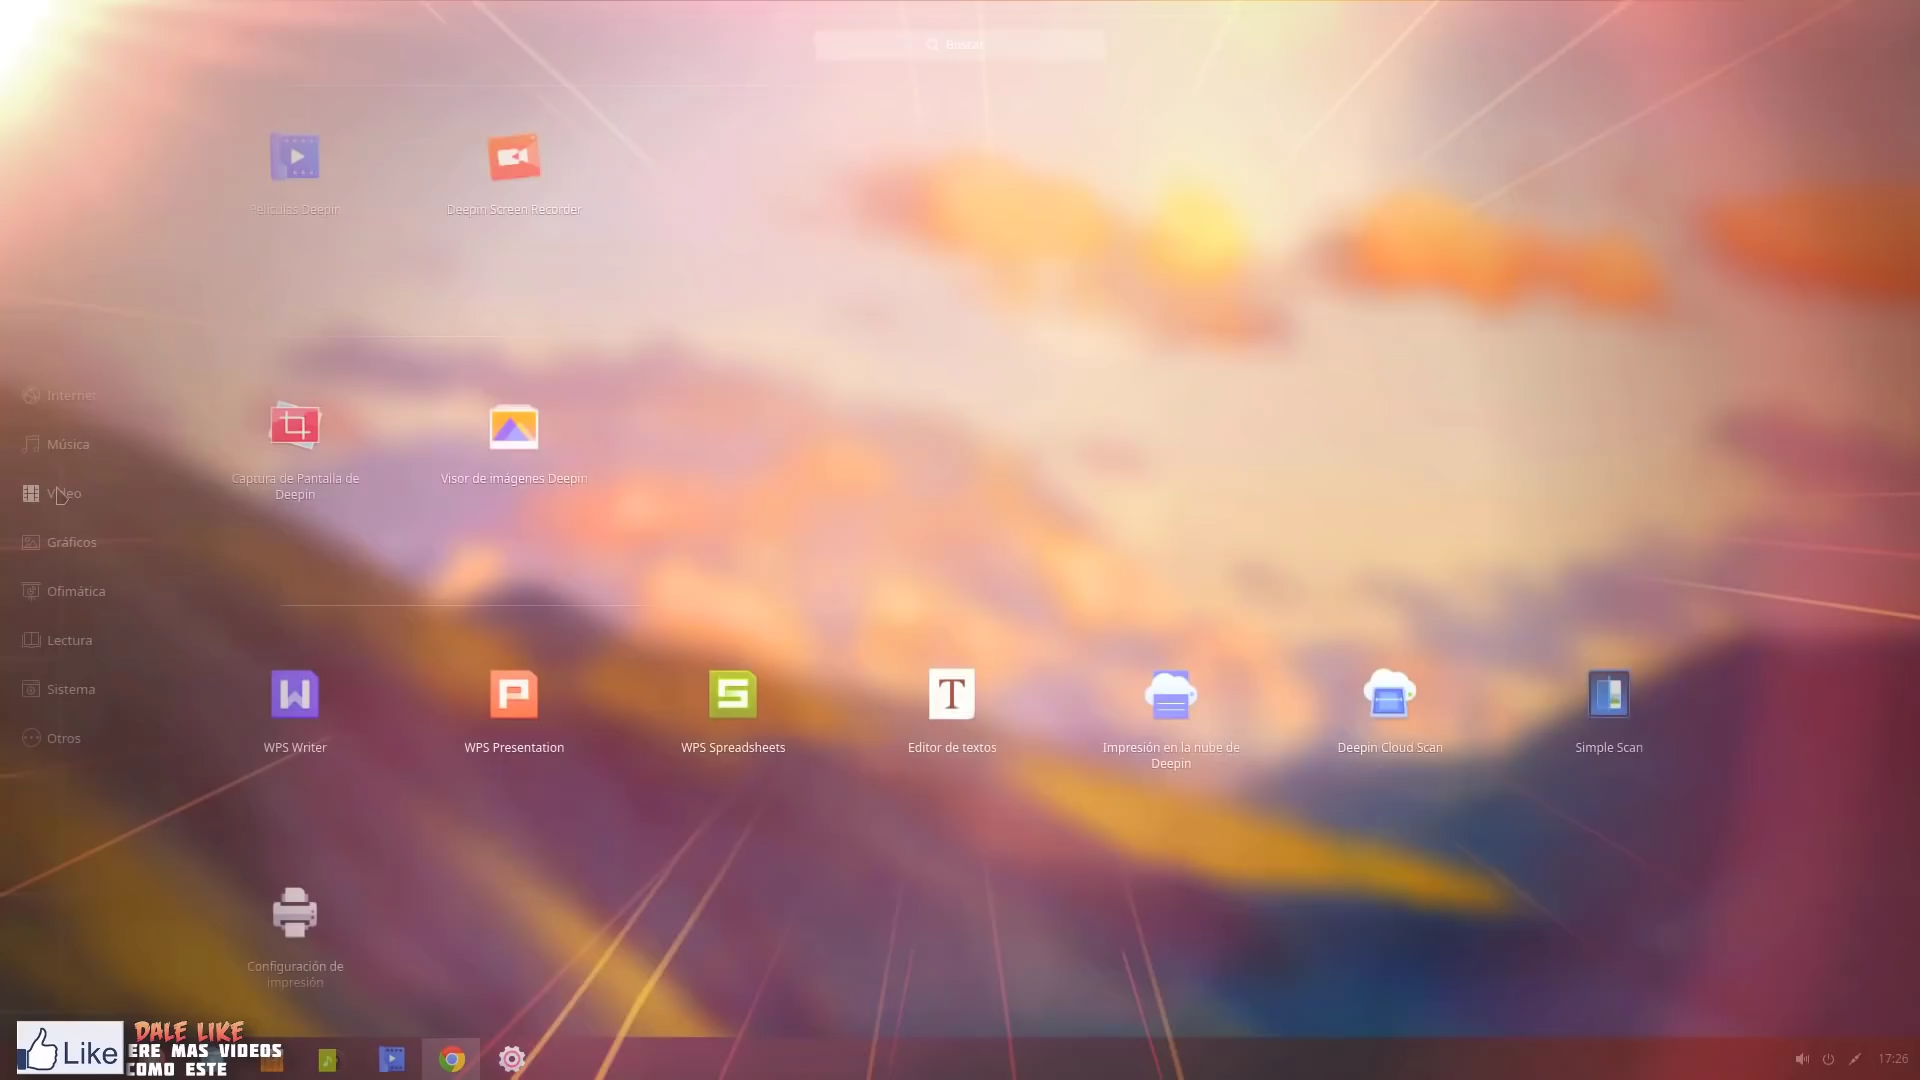 Buscar
Películas Deepin
Deepin Screen Recorder
Internet
Música
Captura de Pantalla de
Deepin
Visor de imágenes Deepin
Gráficos
Ofimática
Lectura
Sistema
Otros
WPS Writer
WPS Presentation
WPS Spreadsheets
Editor de textos
Impresión en la nube de
Deepin
Deepin Cloud Scan
Simple Scan
Configuración de
impresión
Like
DALE LIKE
ERE MAS VIDEOS
COMO ESTE
17:26